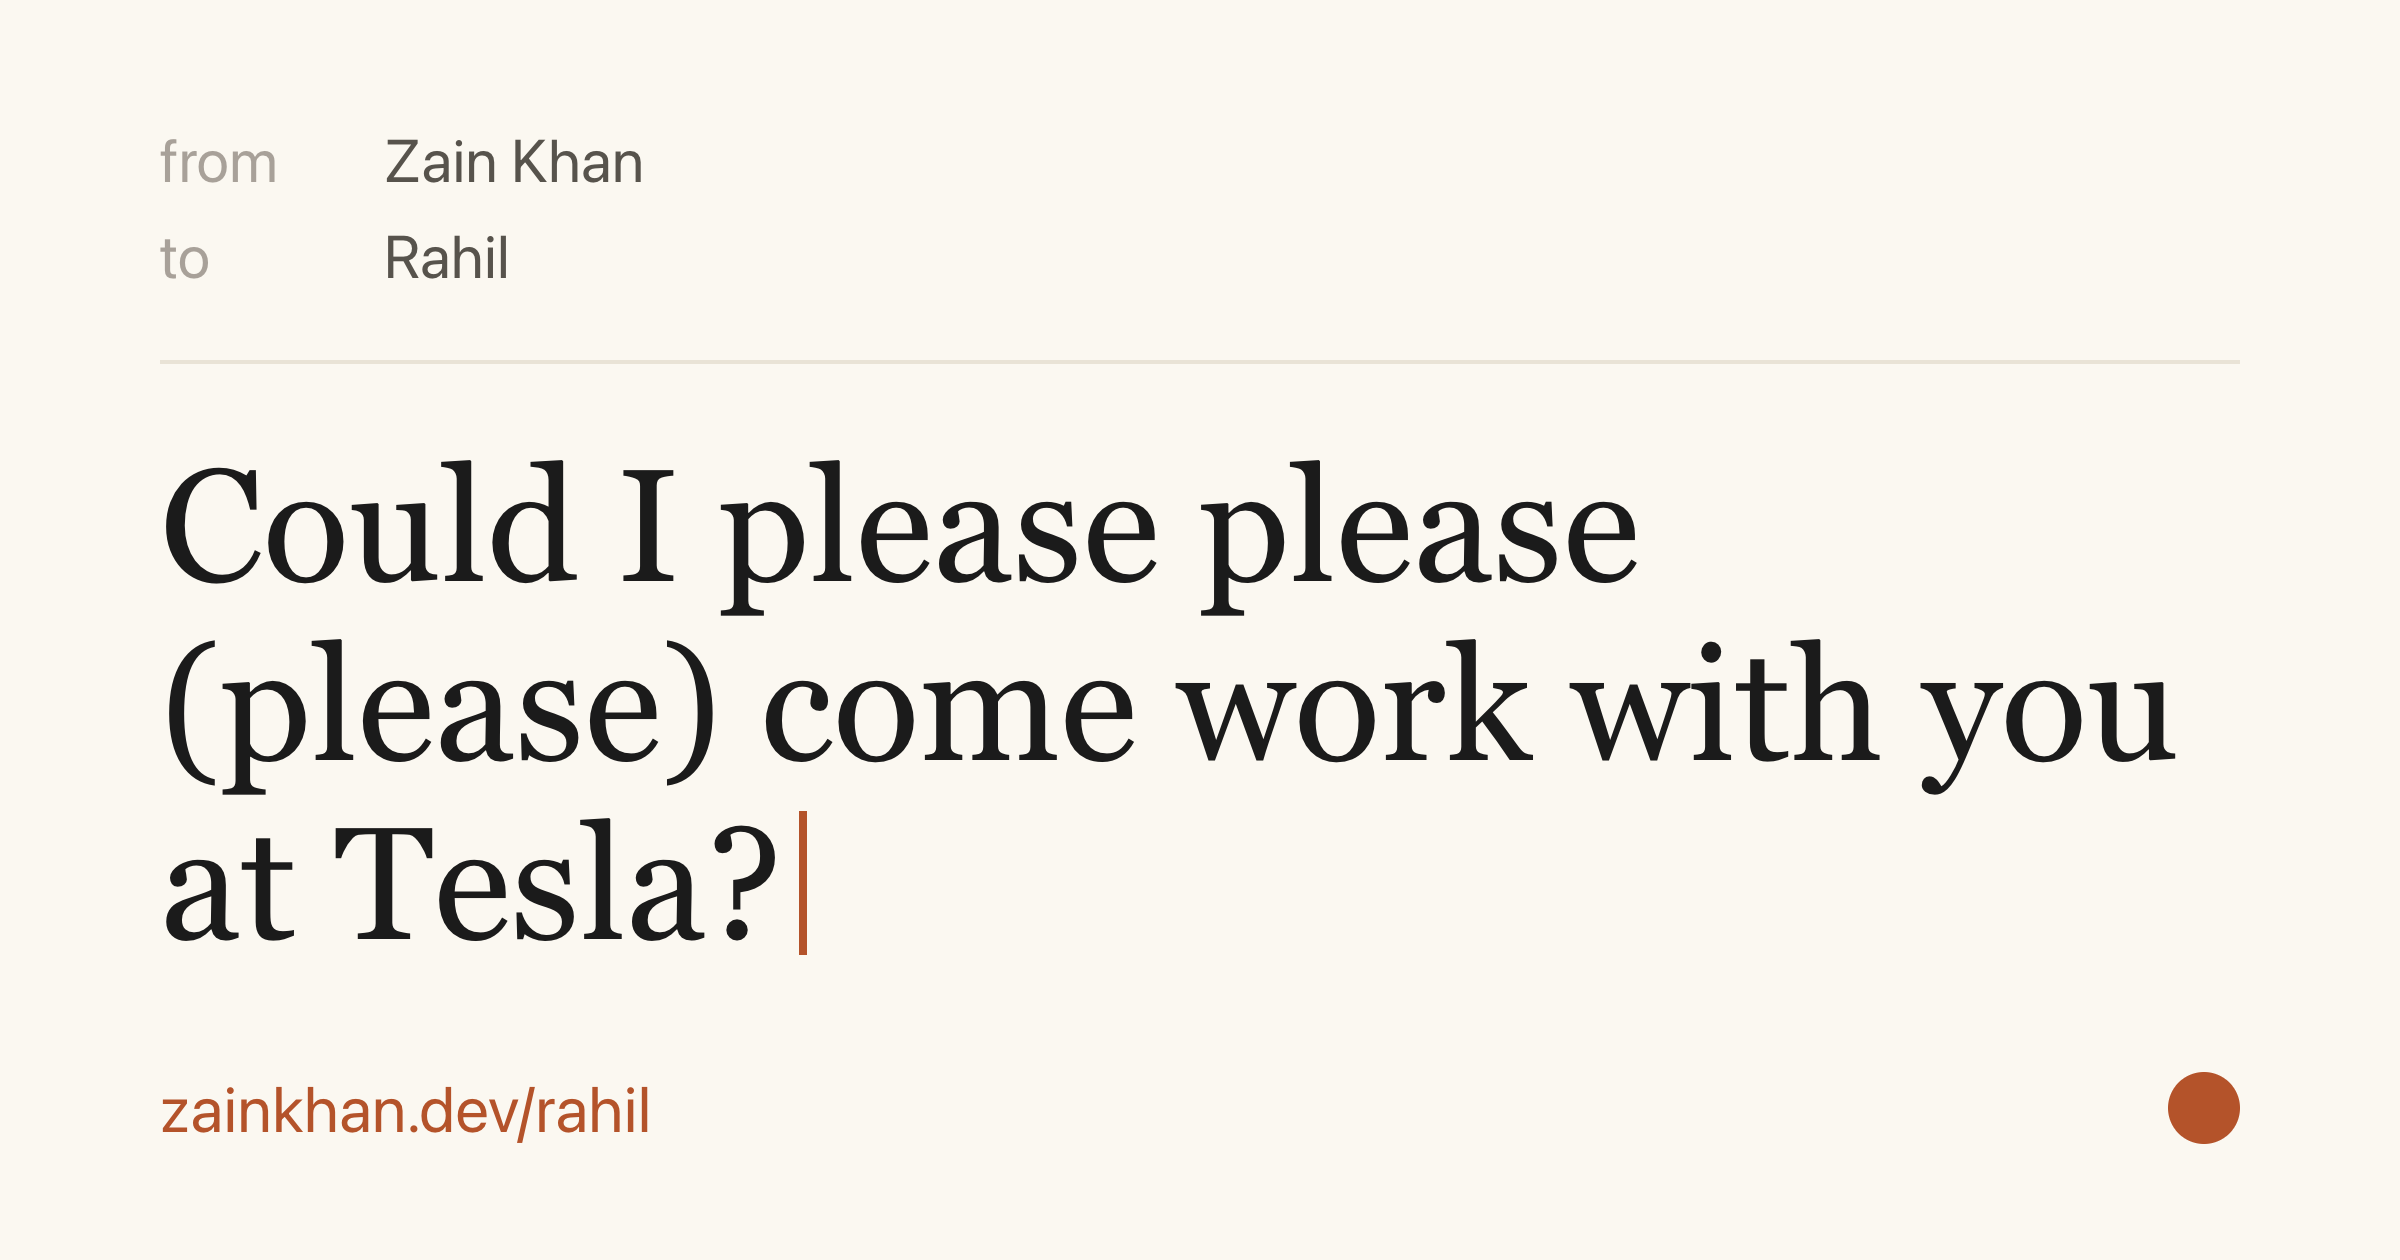 from Zain Khan
to Rahil
Could I please please
(please) come work with you
at Tesla?
zainkhan.dev/rahil